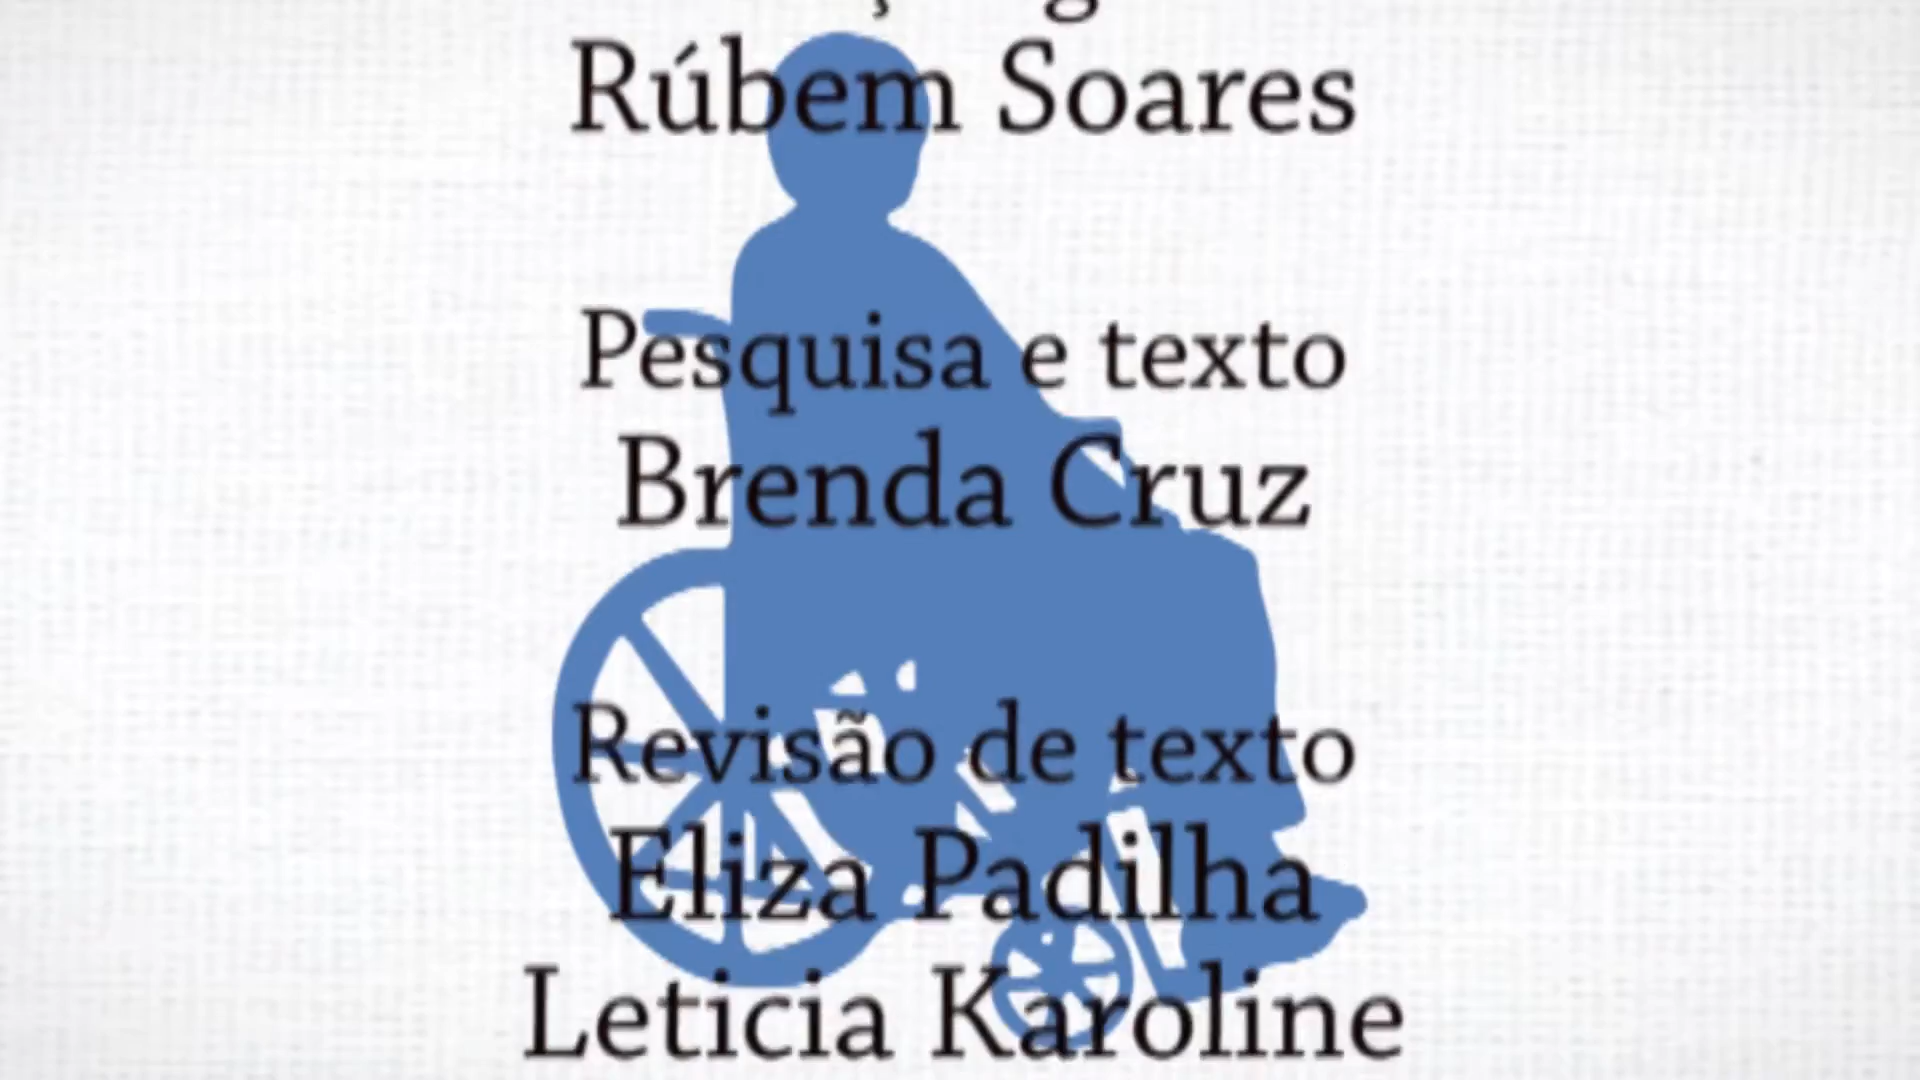 Rúbem Soares
Pesquisa e texto
Brenda Cruz
Revisão de texto
Eliza Padilha
Leticia Karoline